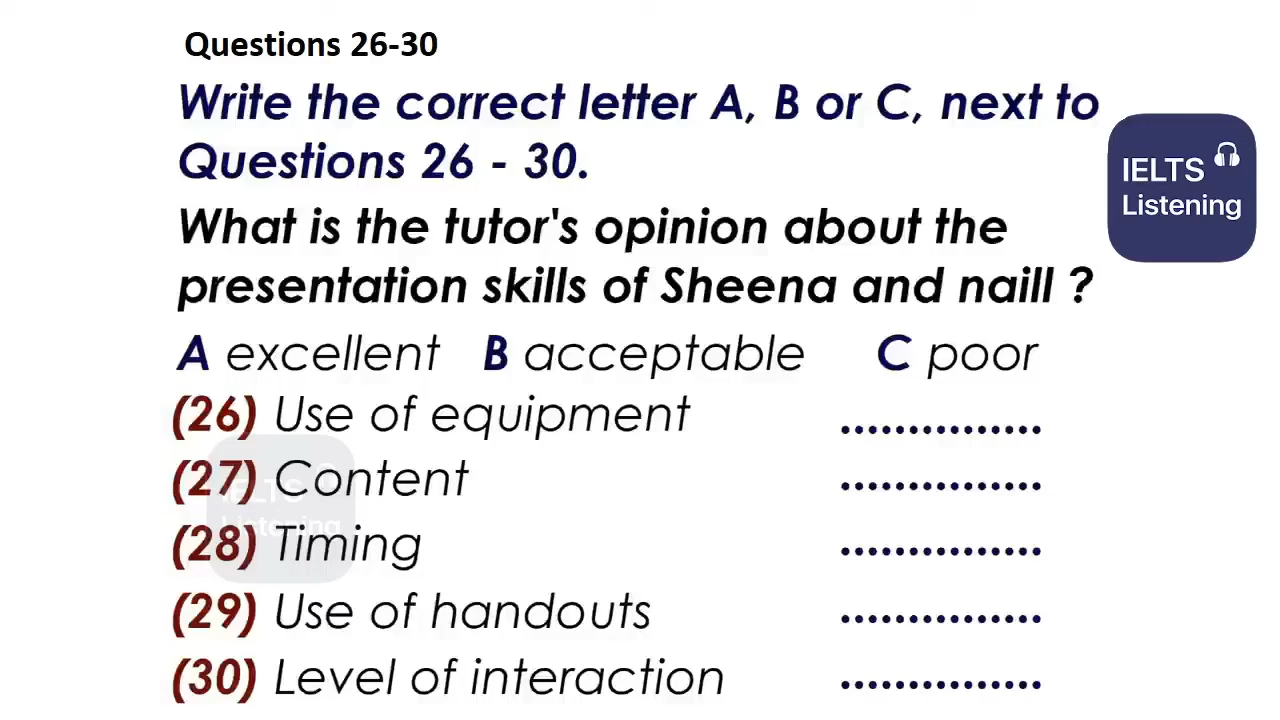 Questions 26-30
Write the correct letter A, B or C, next to
Questions 26 - 30.
IELTS
Listening
What is the tutor's opinion about the
presentation skills of Sheena and naill ?
A excellent B acceptable C poor
(26) Use of equipment ...............
(27) Content ...............
(28) Timing ...............
(29) Use of handouts ...............
(30) Level of interaction ...............
IELTS
Listening